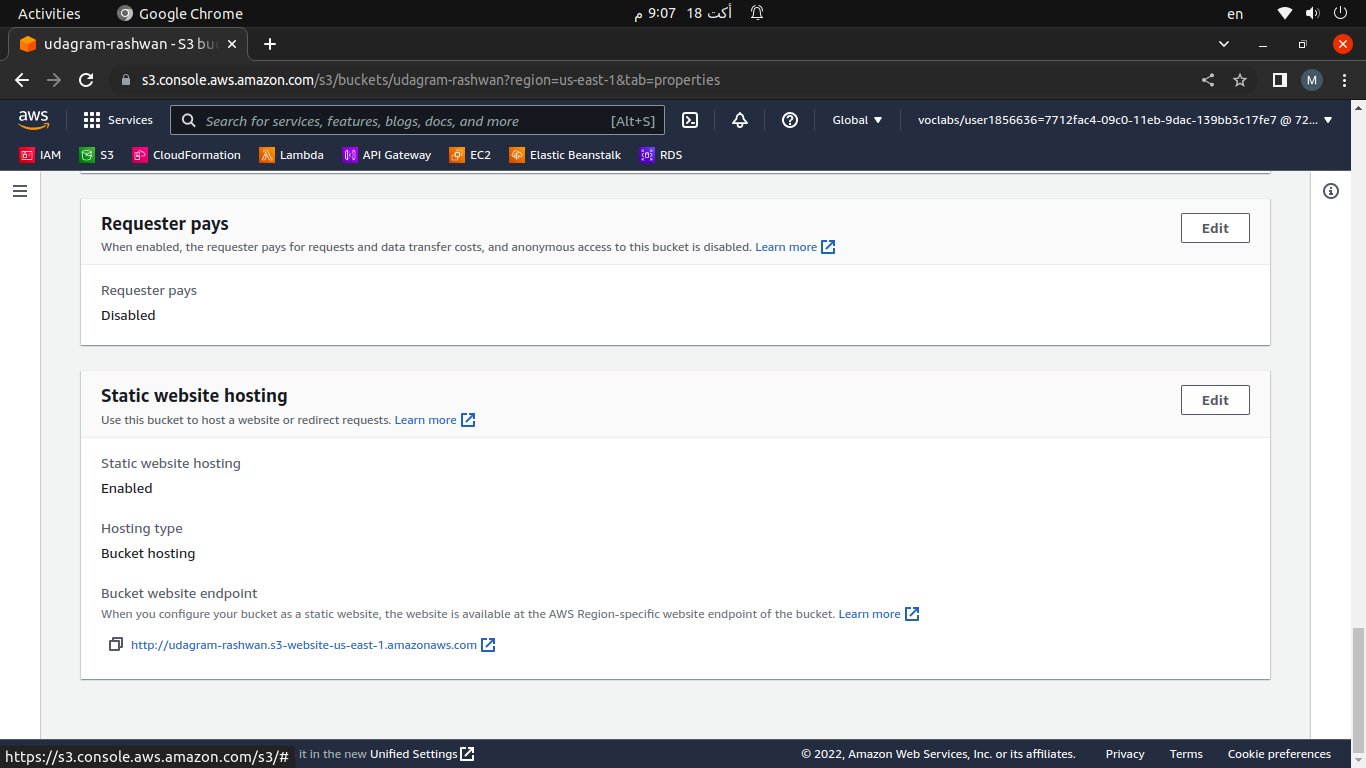 Activities
Google Chrome
أكت 18 9:07 م
en
udagram-rashwan - S3 bu
s3.console.aws.amazon.com/s3/buckets/udagram-rashwan?region=us-east-1&tab=properties
M
aws
Services
Search for services, features, blogs, docs, and more
[Alt+S]
Global
voclabs/user1856636=7712fac4-09c0-11eb-9dac-139bb3c17fe7 @ 72...
IAM
S3
CloudFormation
Lambda
API Gateway
EC2
Elastic Beanstalk
RDS
Requester pays
Edit
When enabled, the requester pays for requests and data transfer costs, and anonymous access to this bucket is disabled. Learn more
Requester pays
Disabled
Static website hosting
Edit
Use this bucket to host a website or redirect requests. Learn more
Static website hosting
Enabled
Hosting type
Bucket hosting
Bucket website endpoint
When you configure your bucket as a static website, the website is available at the AWS Region-specific website endpoint of the bucket. Learn more
http://udagram-rashwan.s3-website-us-east-1.amazonaws.com
https://s3.console.aws.amazon.com/s3/#
it in the new Unified Settings
© 2022, Amazon Web Services, Inc. or its affiliates.
Privacy
Terms
Cookie preferences